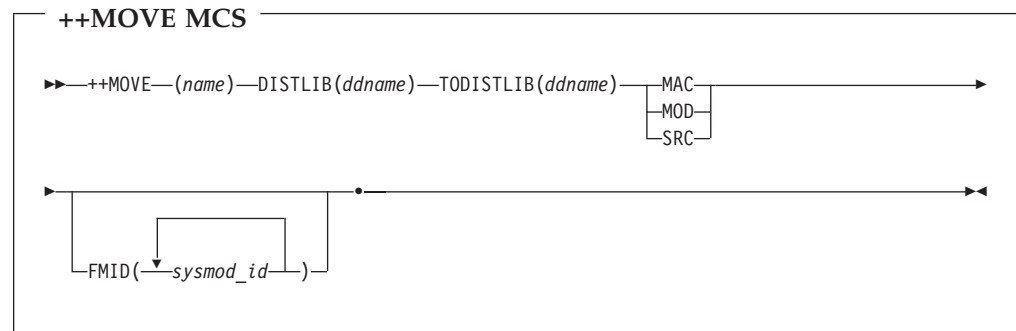 ++MOVE MCS
++MOVE (name) DISTLIB(ddname) TODISTLIB(ddname) MAC
MOD
SRC
.
FMID( sysmod_id )